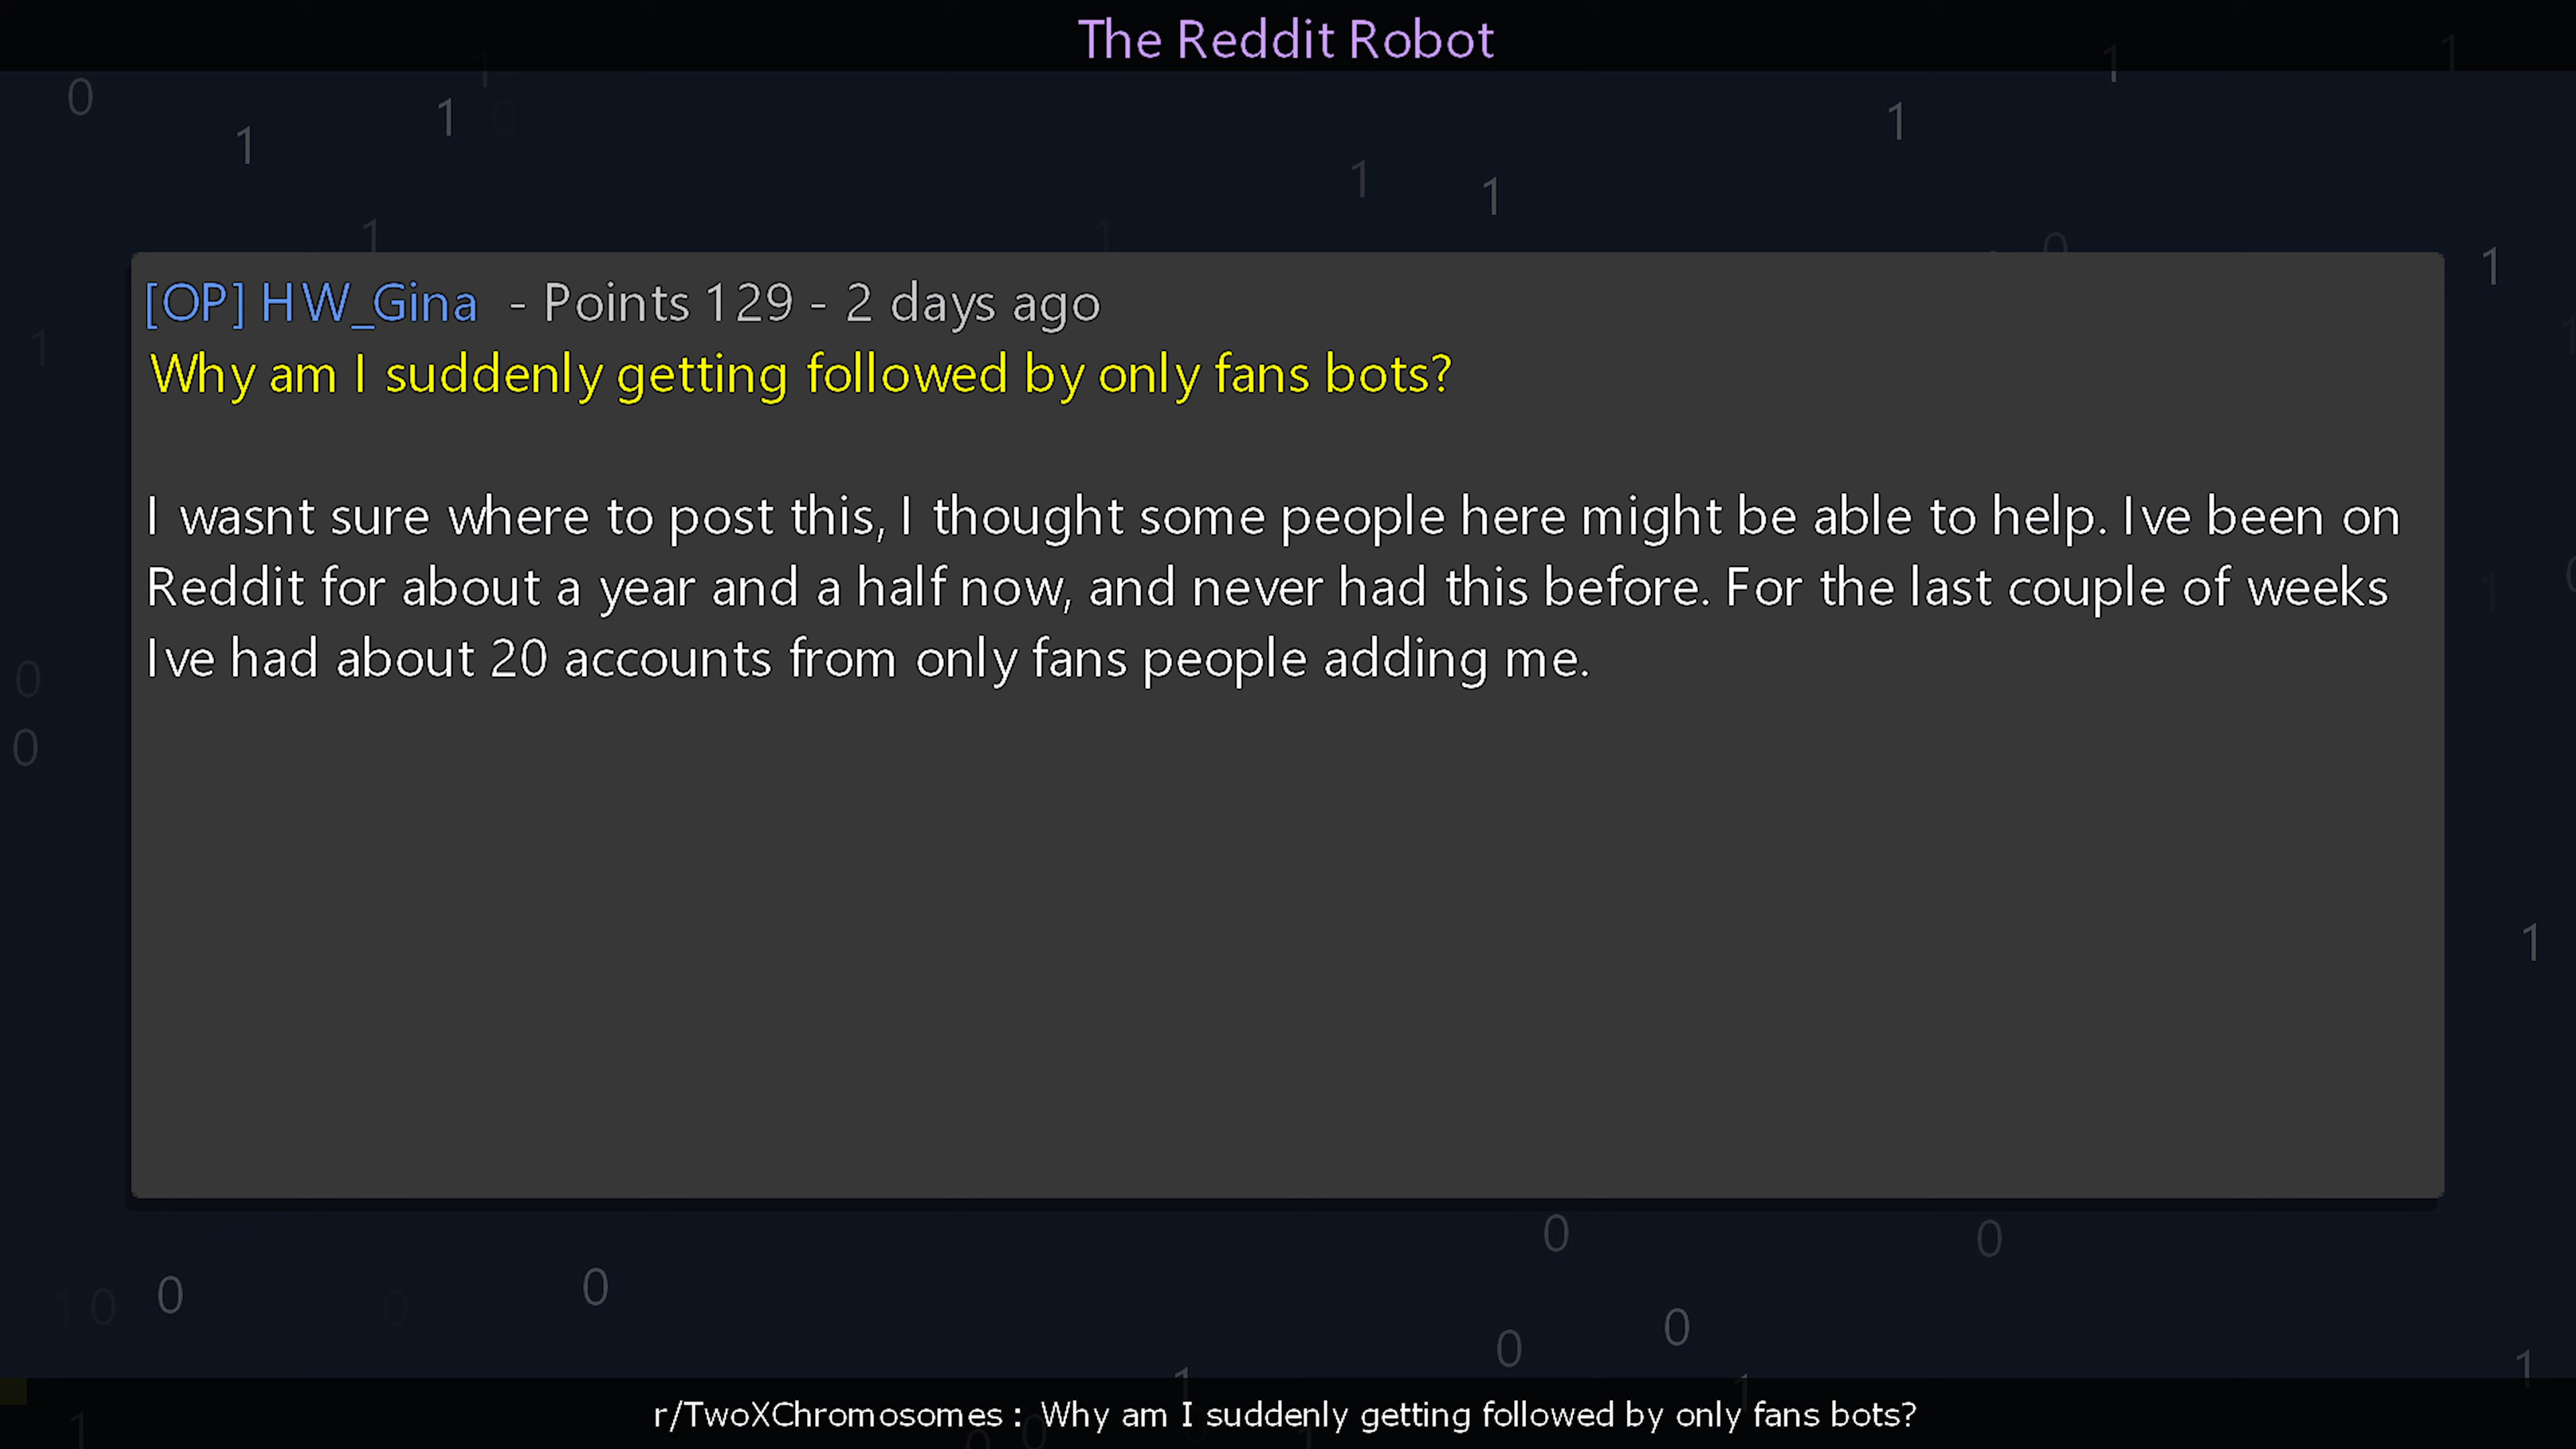 The Reddit Robot
[OP] HW_Gina - Points 129 - 2 days ago
Why am I suddenly getting followed by only fans bots?
I wasnt sure where to post this, I thought some people here might be able to help. Ive been on
Reddit for about a year and a half now, and never had this before. For the last couple of weeks
Ive had about 20 accounts from only fans people adding me.
r/TwoXChromosomes : Why am I suddenly getting followed by only fans bots?